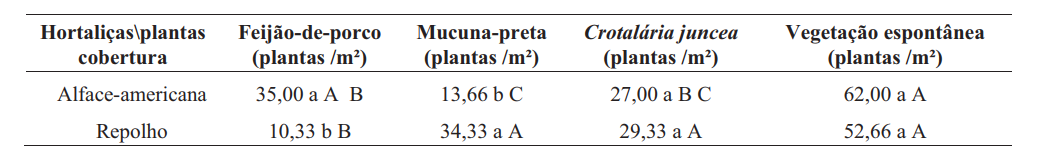 Hortaliças\plantas Feijão-de-porco Mucuna-preta Crotalária juncea Vegetação espontânea
cobertura (plantas /m²) (plantas /m²) (plantas /m²) (plantas /m²)
Alface-americana 35,00 a A B 13,66 b C 27,00 a B C 62,00 a A
Repolho 10,33 b B 34,33 a A 29,33 a A 52,66 a A